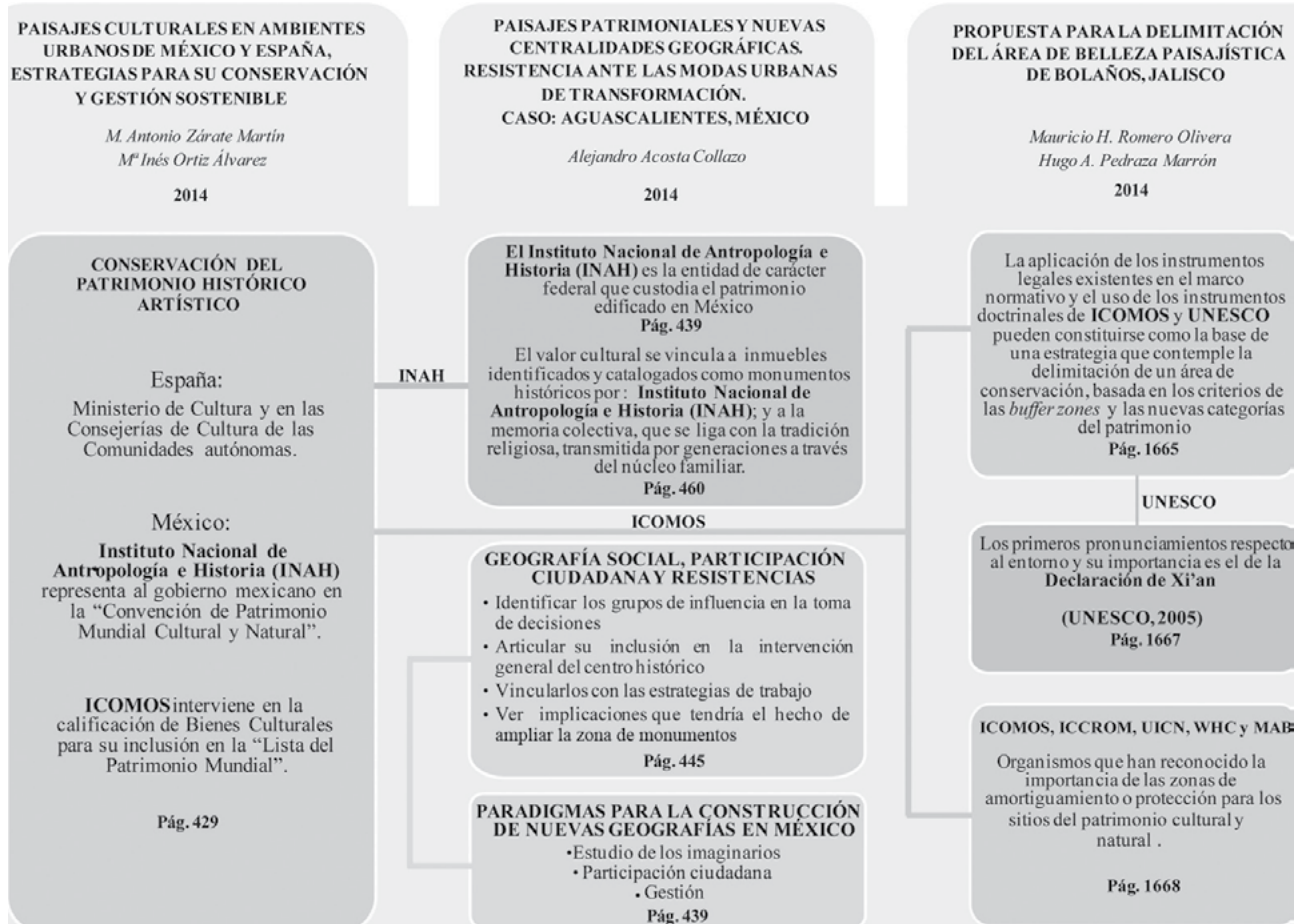 PAISAJES CULTURALES EN AMBIENTES
URBANOS DE MÉXICO Y ESPAÑA,
ESTRATEGIAS PARA SU CONSERVACIÓN
Y GESTIÓN SOSTENIBLE
M. Antonio Zárate Martín
Mª Inés Ortiz Álvarez
2014
CONSERVACIÓN DEL
PATRIMONIO HISTÓRICO
ARTÍSTICO
España:
Ministerio de Cultura y en las
Consejerías de Cultura de las
Comunidades autónomas.
México:
Instituto Nacional de
Antropología e Historia (INAH)
representa al gobierno mexicano en
la “Convención de Patrimonio
Mundial Cultural y Natural”.
ICOMOS interviene en la
calificación de Bienes Culturales
para su inclusión en la “Lista del
Patrimonio Mundial”.
Pág. 429
INAH
PAISAJES PATRIMONIALES Y NUEVAS
CENTRALIDADES GEOGRÁFICAS.
RESISTENCIA ANTE LAS MODAS URBANAS
DE TRANSFORMACIÓN.
CASO: AGUASCALIENTES, MÉXICO
Alejandro Acosta Collazo
2014
El Instituto Nacional de Antropología e
Historia (INAH) es la entidad de carácter
federal que custodia el patrimonio
edificado en México
Pág. 439
El valor cultural se vincula a inmuebles
identificados y catalogados como monumentos
históricos por: Instituto Nacional de
Antropología e Historia (INAH); y a la
memoria colectiva, que se liga con la tradición
religiosa, transmitida por generaciones a través
del núcleo familiar.
Pág. 460
ICOMOS
GEOGRAFÍA SOCIAL, PARTICIPACIÓN
CIUDADANA Y RESISTENCIAS
• Identificar los grupos de influencia en la toma
de decisiones
• Articular su inclusión en la intervención
general del centro histórico
• Vincularlos con las estrategias de trabajo
• Ver implicaciones que tendría el hecho de
ampliar la zona de monumentos
Pág. 445
PARADIGMAS PARA LA CONSTRUCCIÓN
DE NUEVAS GEOGRAFÍAS EN MÉXICO
•Estudio de los imaginarios
• Participación ciudadana
• Gestión
Pág. 439
PROPUESTA PARA LA DELIMITACIÓN
DEL ÁREA DE BELLEZA PAISAJÍSTICA
DE BOLAÑOS, JALISCO
Mauricio H. Romero Olivera
Hugo A. Pedraza Marrón
2014
La aplicación de los instrumentos
legales existentes en el marco
normativo y el uso de los instrumentos
doctrinales de ICOMOS y UNESCO
pueden constituirse como la base de
una estrategia que contemple la
delimitación de un área de
conservación, basada en los criterios de
las buffer zones y las nuevas categorías
del patrimonio
Pág. 1665
UNESCO
Los primeros pronunciamientos respecto
al entorno y su importancia es el de la
Declaración de Xi’an
(UNESCO, 2005)
Pág. 1667
ICOMOS, ICCROM, UICN, WHC y MAB
Organismos que han reconocido la
importancia de las zonas de
amortiguamiento o protección para los
sitios del patrimonio cultural y
natural .
Pág. 1668